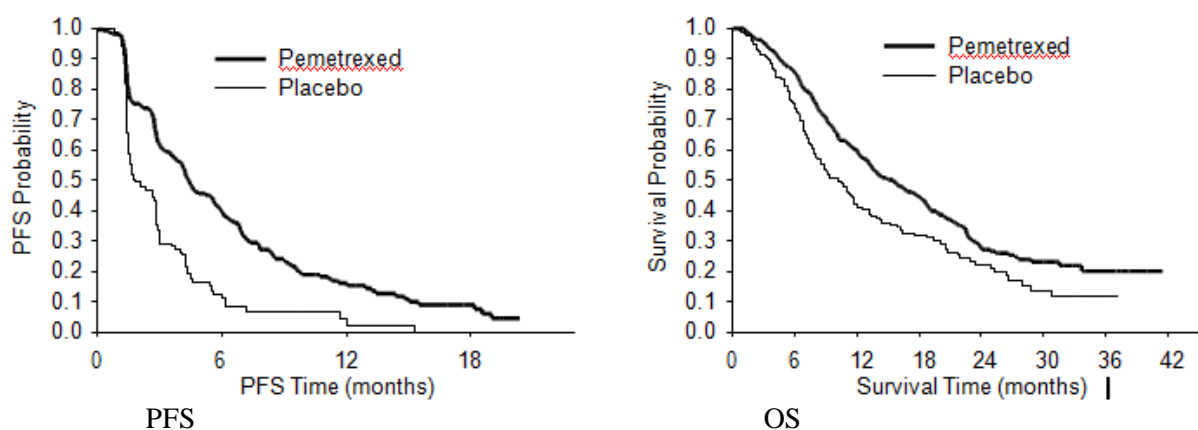 1.0
0.9
0.8
0.7
0.6
0.5
0.4
0.3
0.2
0.1
0.0
PFS Probability
Pemetrexed
Placebo
0 6 12 18
PFS Time (months)
PFS
1.0
0.9
0.8
0.7
0.6
0.5
0.4
0.3
0.2
0.1
0.0
Survival Probability
Pemetrexed
Placebo
0 6 12 18 24 30 36 42
Survival Time (months)
OS